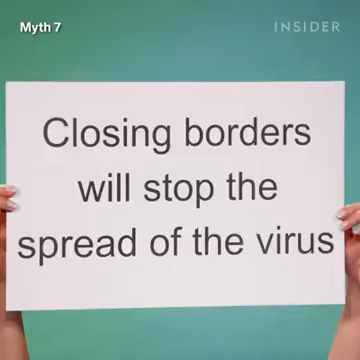 Myth 7
INSIDER
Closing borders
will stop the
spread of the virus